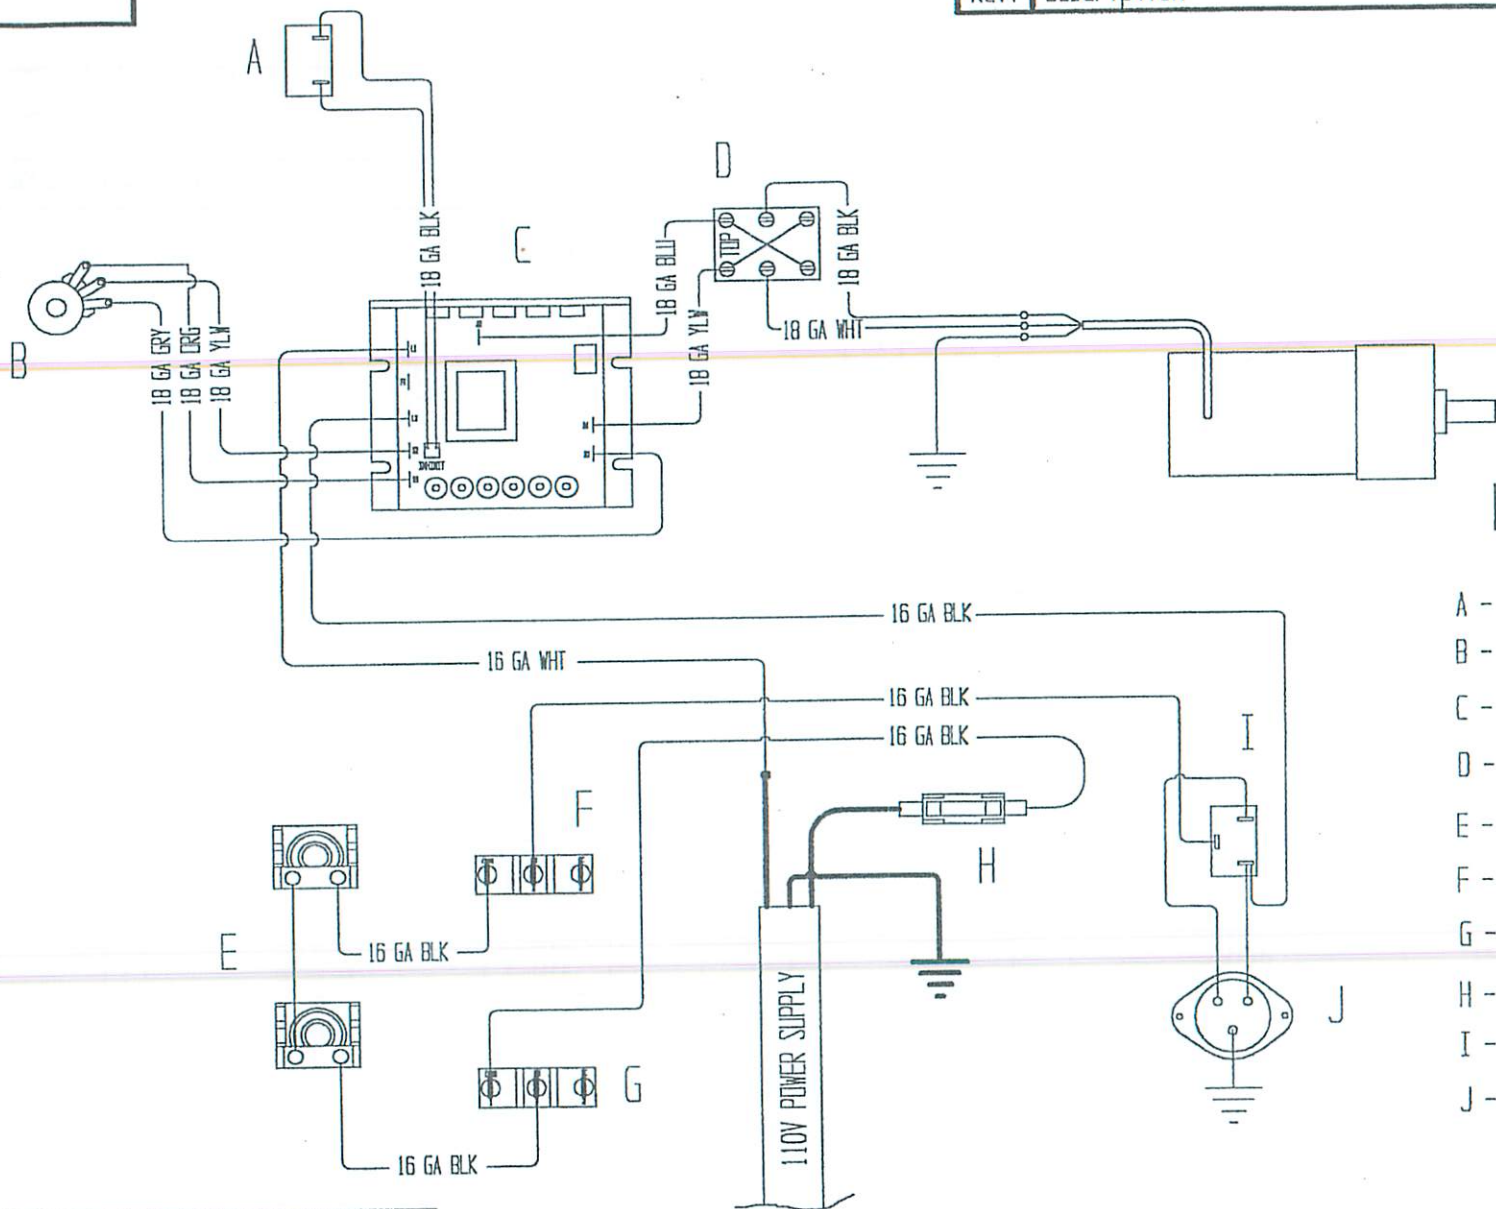 A
D
C
18 GA BLK
18 GA BLU
TOP
18 GA BLK
B
18 GA GRY
18 GA ORG
18 GA YLW
18 GA YLW
18 GA WHT
INHIBIT
16 GA BLK
16 GA WHT
16 GA BLK
16 GA BLK
I
F
H
E
16 GA BLK
110V POWER SUPPLY
J
G
16 GA BLK
A -
B -
C -
D -
E -
F -
G -
H -
I -
J -